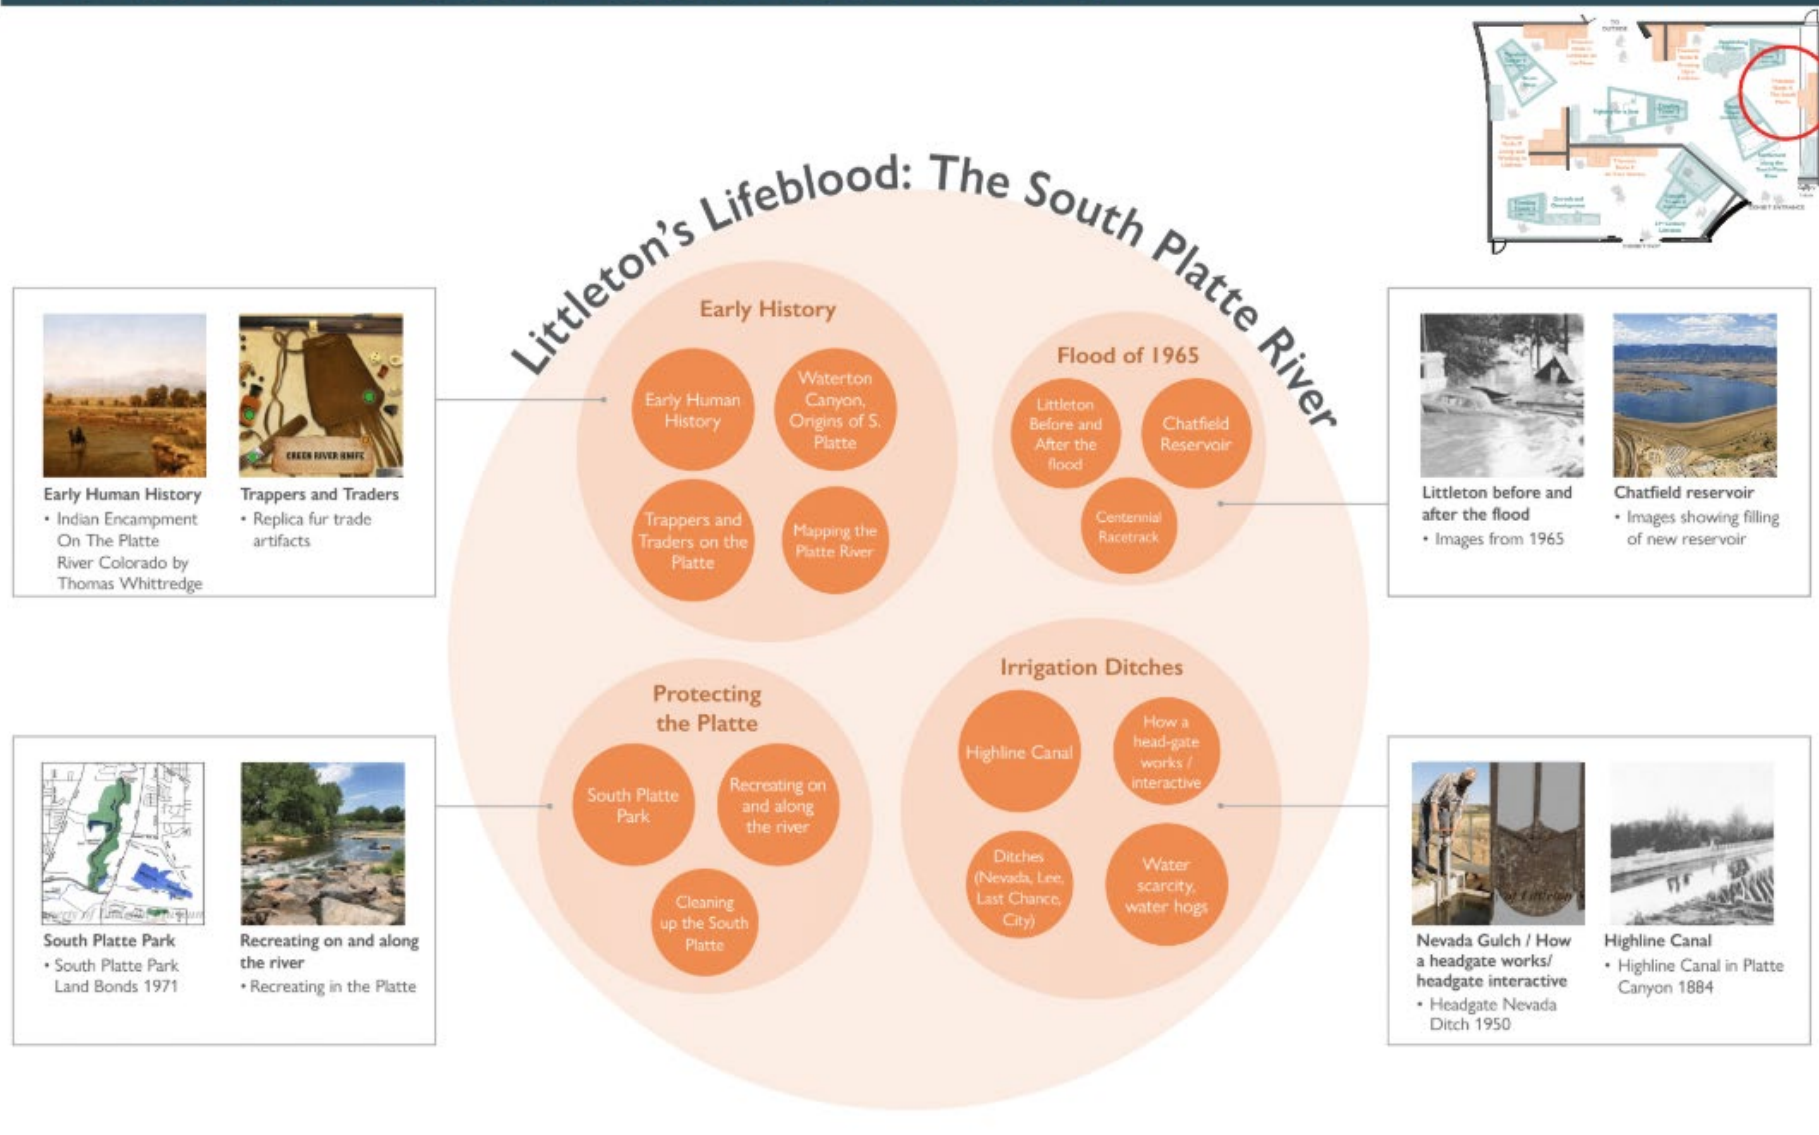 Littleton's Lifeblood: The South Platte River
TO
OUTSIDE
EXHIBIT ENTRANCE
Early History
Early Human
History
Waterton
Canyon,
Origins of S.
Platte
Trappers and
Traders on the
Platte
Mapping the
Platte River
Flood of 1965
Littleton
Before and
After the
flood
Chatfield
Reservoir
Centennial
Racetrack
Protecting
the Platte
South Platte
Park
Recreating on
and along
the river
Cleaning
up the South
Platte
Irrigation Ditches
Highline Canal
How a
head-gate
works /
interactive
Ditches
(Nevada, Lee,
Last Chance,
City)
Water
scarcity,
water hogs
GREEN RIVER KNIFE
Early Human History
• Indian Encampment
On The Platte
River Colorado by
Thomas Whittredge
Trappers and Traders
• Replica fur trade
artifacts
Littleton before and
after the flood
• Images from 1965
Chatfield reservoir
• Images showing filling
of new reservoir
South Platte Park
• South Platte Park
Land Bonds 1971
Recreating on and along
the river
• Recreating in the Platte
Nevada Gulch / How
a headgate works/
headgate interactive
• Headgate Nevada
Ditch 1950
Highline Canal
• Highline Canal in Platte
Canyon 1884